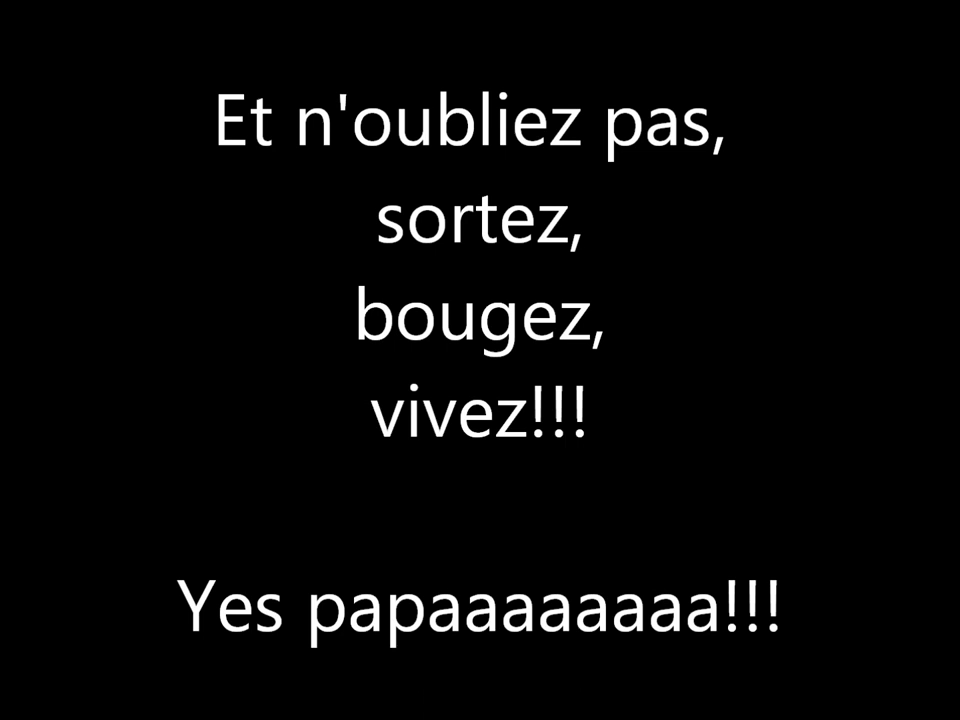 Et n'oubliez pas,
sortez,
bougez,
vivez!!!
Yes papaaaaaaaa!!!